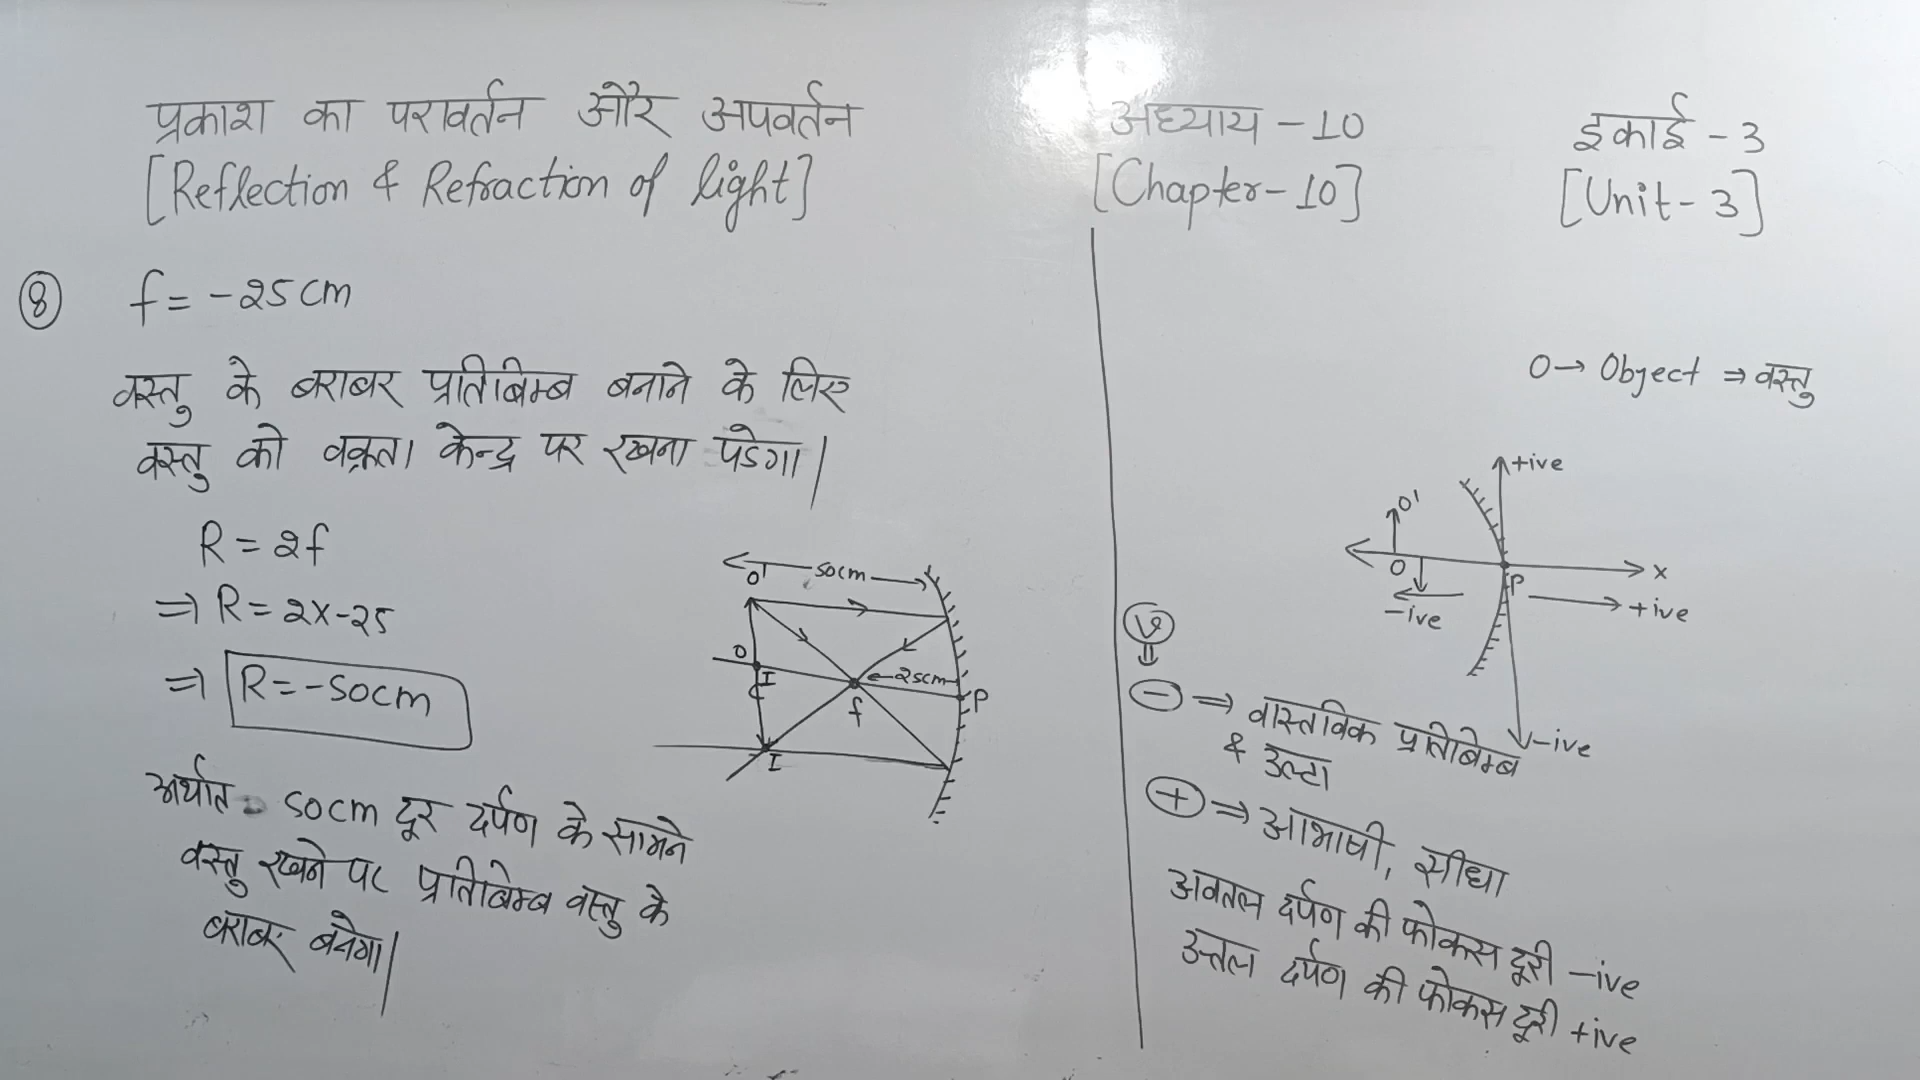 प्रकाश का परावर्तन और अपवर्तन
[Reflection & Refraction of light]
अध्याय - 10
[Chapter- 10]
इकाई - 3
[Unit- 3]
8
f = -25 cm
वस्तु के बराबर प्रतिबिम्ब बनाने के लिए
वस्तु को वक्रता केन्द्र पर रखना पडेगा।
R = 2f
⇒ R = 2x-25
⇒ R = -50cm
अर्थात 50cm दूर दर्पण के सामने
वस्तु रखने पर प्रतिबिम्ब वस्तु के
बराबर बनेगा।
50cm
O'
O
I
25cm
f
P
I
O → Object ⇒ वस्तु
+ive
O'
O
x
P
-ive
+ive
-ive
v
- ⇒ वास्तविक प्रतिबिम्ब
& उल्टा
+ ⇒ आभाषी, सीधा
अवतल दर्पण की फोकस दूरी -ive
उत्तल दर्पण की फोकस दूरी +ive